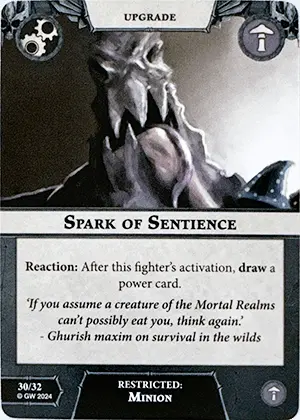 UPGRADE
SPARK OF SENTIENCE
Reaction: After this fighter's activation, draw a
power card.
'If you assume a creature of the Mortal Realms
can't possibly eat you, think again.'
- Ghurish maxim on survival in the wilds
30/32
© GW 2024
RESTRICTED:
MINION